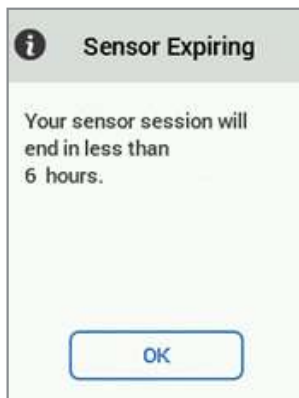 Sensor Expiring
Your sensor session will
end in less than
6 hours.
OK